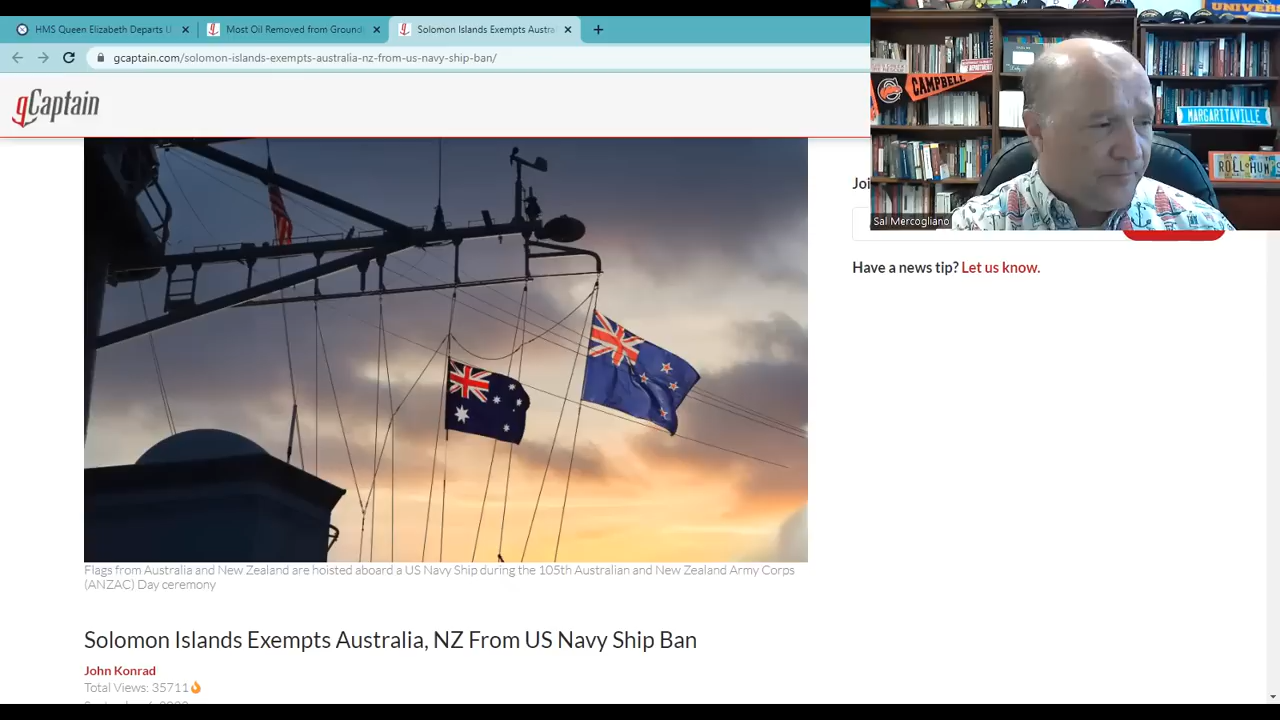 HMS Queen Elizabeth Departs U
Most Oil Removed from Ground
Solomon Islands Exempts Austra
gcaptain.com/solomon-islands-exempts-australia-nz-from-us-navy-ship-ban/
gCaptain
UNIVER
CAMPBELL
MARGARITAVILLE
ROLL
Sal Mercogliano
Joi
Have a news tip? Let us know.
Flags from Australia and New Zealand are hoisted aboard a US Navy Ship during the 105th Australian and New Zealand Army Corps
(ANZAC) Day ceremony
Solomon Islands Exempts Australia, NZ From US Navy Ship Ban
John Konrad
Total Views: 35711